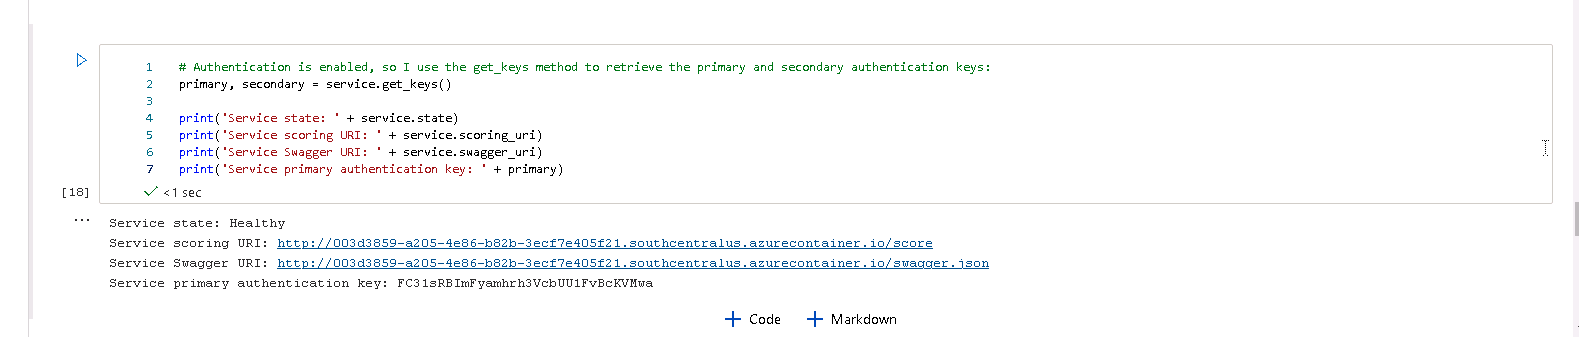 1 # Authentication is enabled, so I use the get_keys method to retrieve the primary and secondary authentication keys:
2 primary, secondary = service.get_keys()
3
4 print('Service state: ' + service.state)
5 print('Service scoring URI: ' + service.scoring_uri)
6 print('Service Swagger URI: ' + service.swagger_uri)
7 print('Service primary authentication key: ' + primary)
[18] <1 sec
... Service state: Healthy
Service scoring URI: http://003d3859-a205-4e86-b82b-3ecf7e405f21.southcentralus.azurecontainer.io/score
Service Swagger URI: http://003d3859-a205-4e86-b82b-3ecf7e405f21.southcentralus.azurecontainer.io/swagger.json
Service primary authentication key: FC31sRBImFyamhrh3VcbUU1FvBcKVMwa
+ Code + Markdown